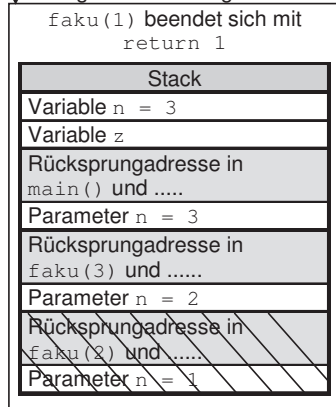 faku(1) beendet sich mit
return 1
Stack
Variable n = 3
Variable z
Rücksprungadresse in
main() und .....
Parameter n = 3
Rücksprungadresse in
faku(3) und ......
Parameter n = 2
Rücksprungadresse in
faku(2) und ......
Parameter n = 1